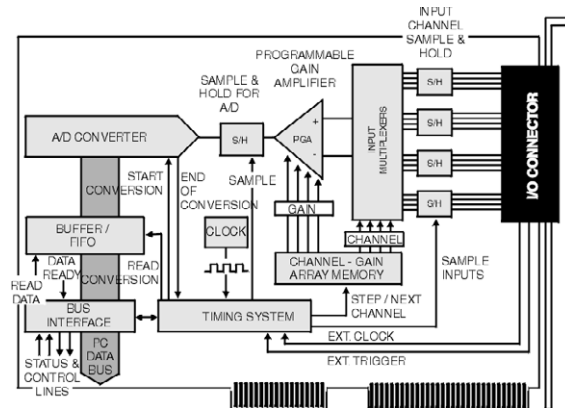 INPUT
CHANNEL
SAMPLE &
HOLD
PROGRAMMABLE
GAIN
AMPLIFIER
SAMPLE &
HOLD FOR
A/D
A/D CONVERTER
S/H
PGA
+
-
INPUT
MULTIPLEXERS
S/H
S/H
S/H
S/H
I/O CONNECTOR
START
CONVERSION
CONVERSION
END
OF
CONVERSION
SAMPLE
GAIN
CHANNEL
BUFFER /
FIFO
CLOCK
CHANNEL - GAIN
ARRAY MEMORY
SAMPLE
INPUTS
DATA
READY
READ
DATA
CONVERSION
READ
STEP / NEXT
CHANNEL
BUS
INTERFACE
TIMING SYSTEM
EXT. CLOCK
EXT TRIGGER
PC
DATA
BUS
STATUS &
CONTROL
LINES